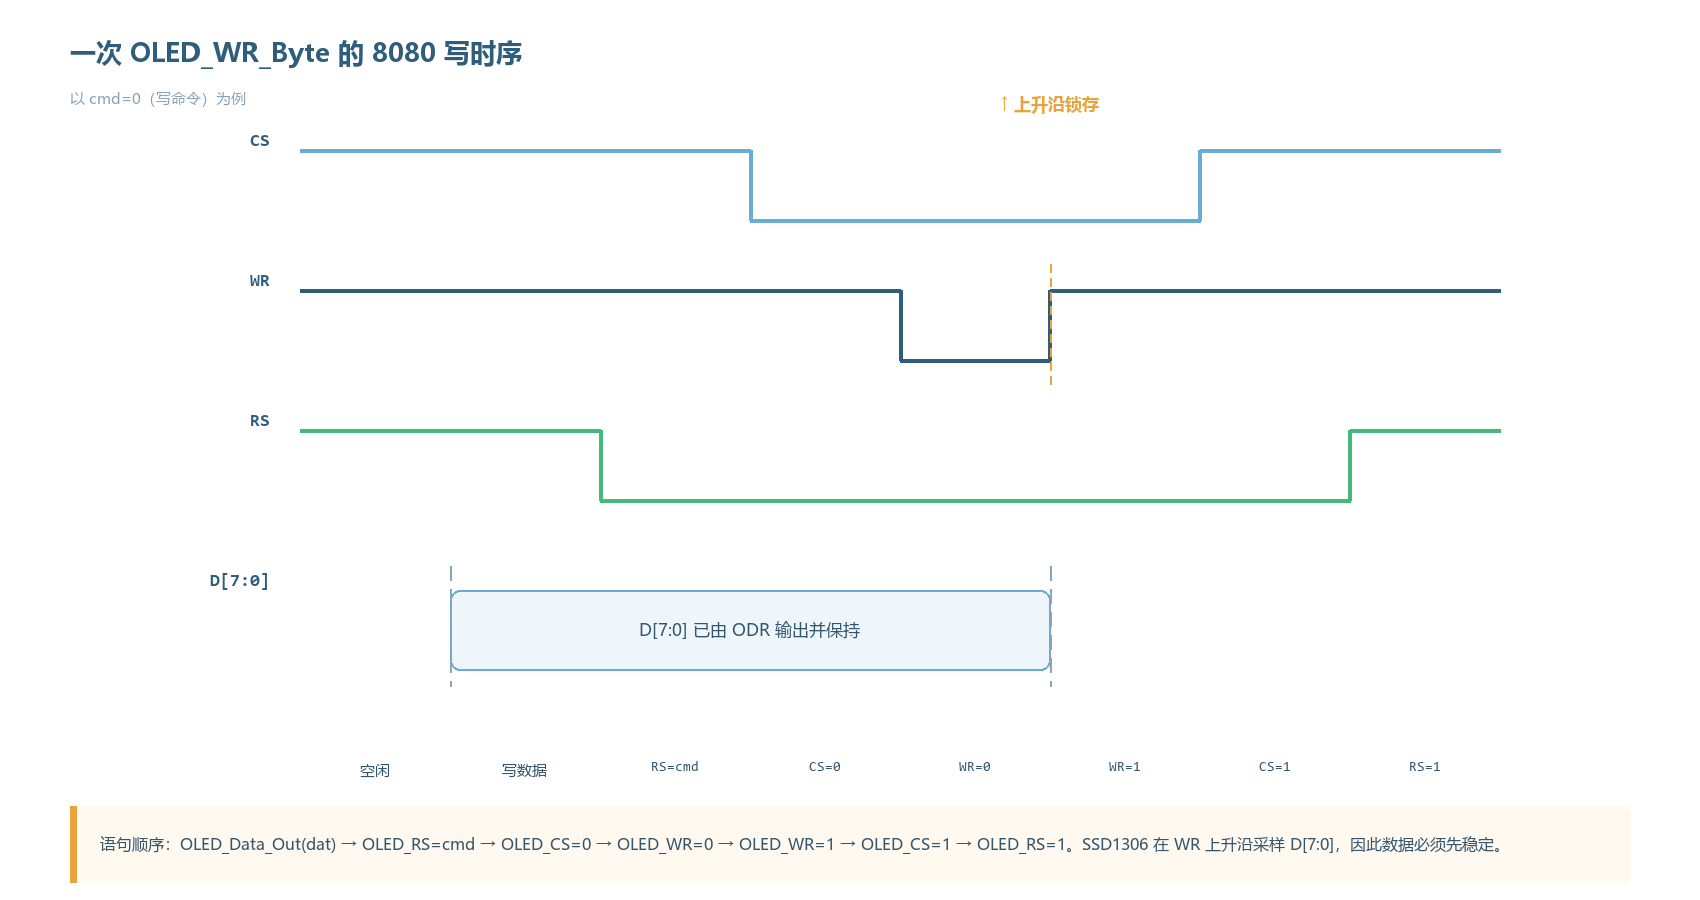 一次 OLED_WR_Byte 的 8080 写时序
以 cmd=0（写命令）为例
↑ 上升沿锁存
CS
WR
RS
D[7:0]
D[7:0] 已由 ODR 输出并保持
空闲 写数据 RS=cmd CS=0 WR=0 WR=1 CS=1 RS=1
语句顺序：OLED_Data_Out(dat) → OLED_RS=cmd → OLED_CS=0 → OLED_WR=0 → OLED_WR=1 → OLED_CS=1 → OLED_RS=1。SSD1306 在 WR 上升沿采样 D[7:0]，因此数据必须先稳定。